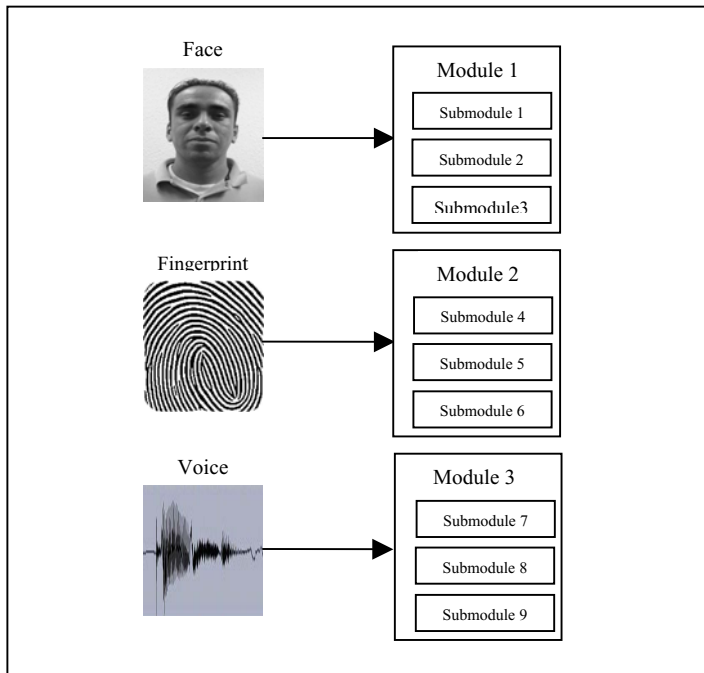 Face
Module 1
Submodule 1
Submodule 2
Submodule3
Fingerprint
Module 2
Submodule 4
Submodule 5
Submodule 6
Voice
Module 3
Submodule 7
Submodule 8
Submodule 9